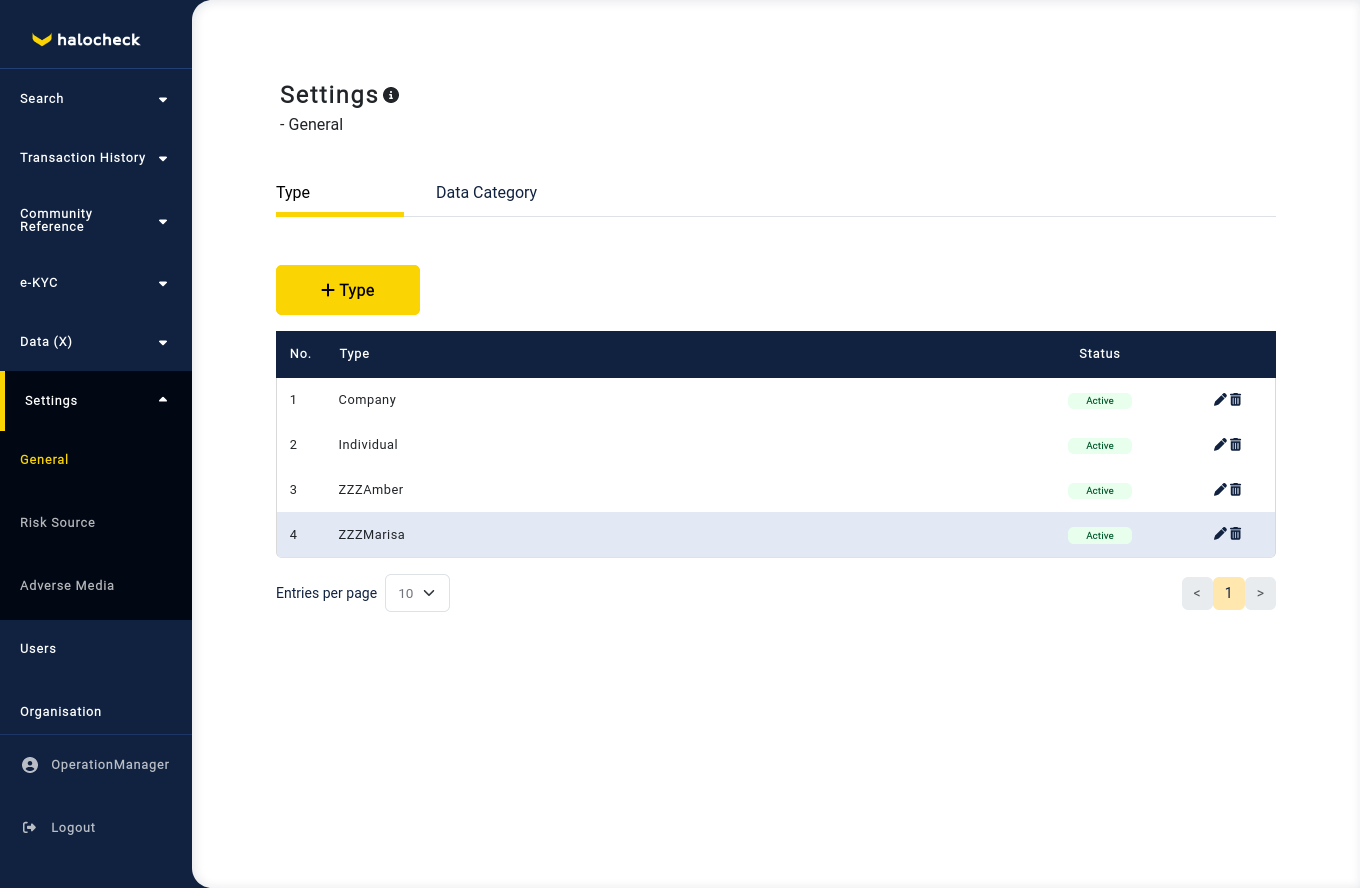 halocheck
Search
Transaction History
Community
Reference
e-KYC
Data (X)
Settings
General
Risk Source
Adverse Media
Users
Organisation
OperationManager
Logout
Settings
- General
Type Data Category
+ Type
No. Type Status
1 Company Active
2 Individual Active
3 ZZZAmber Active
4 ZZZMarisa Active
Entries per page 10 < 1 >